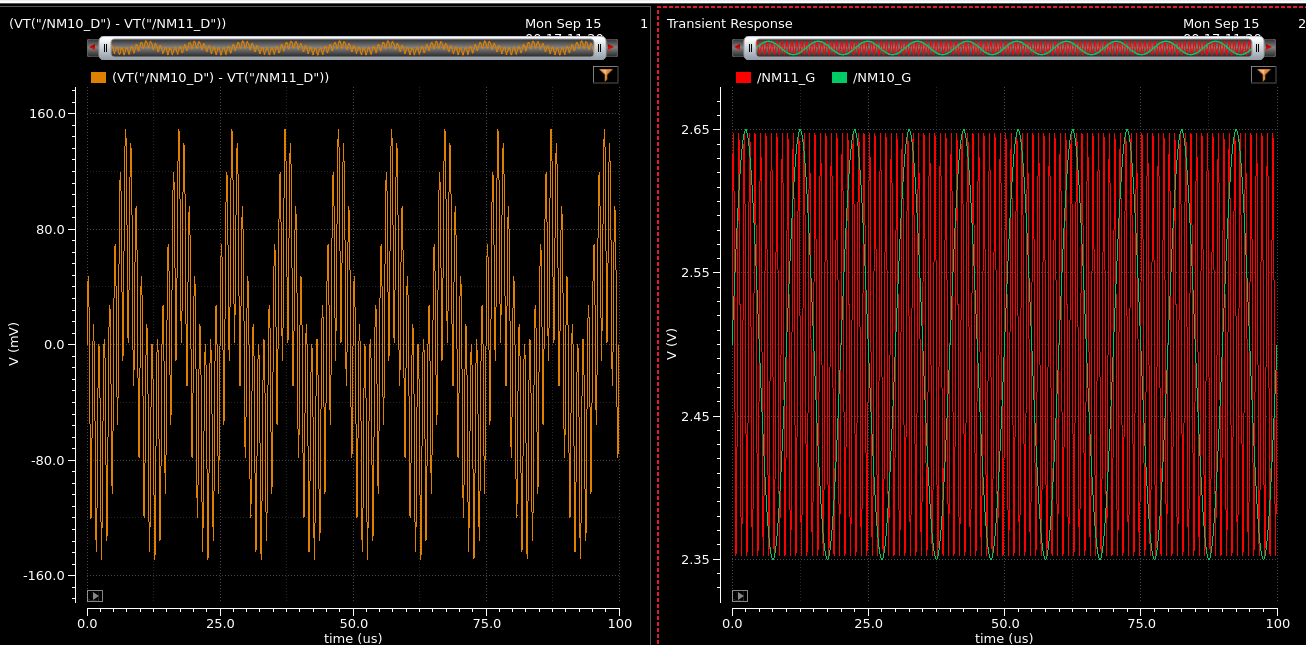 (VT("/NM10_D") - VT("/NM11_D"))
Mon Sep 15
1
(VT("/NM10_D") - VT("/NM11_D"))
160.0
80.0
0.0
-80.0
-160.0
V (mV)
0.0 25.0 50.0 75.0 100
time (us)
Transient Response
Mon Sep 15
2
/NM11_G /NM10_G
2.65
2.55
2.45
2.35
V (V)
0.0 25.0 50.0 75.0 100
time (us)